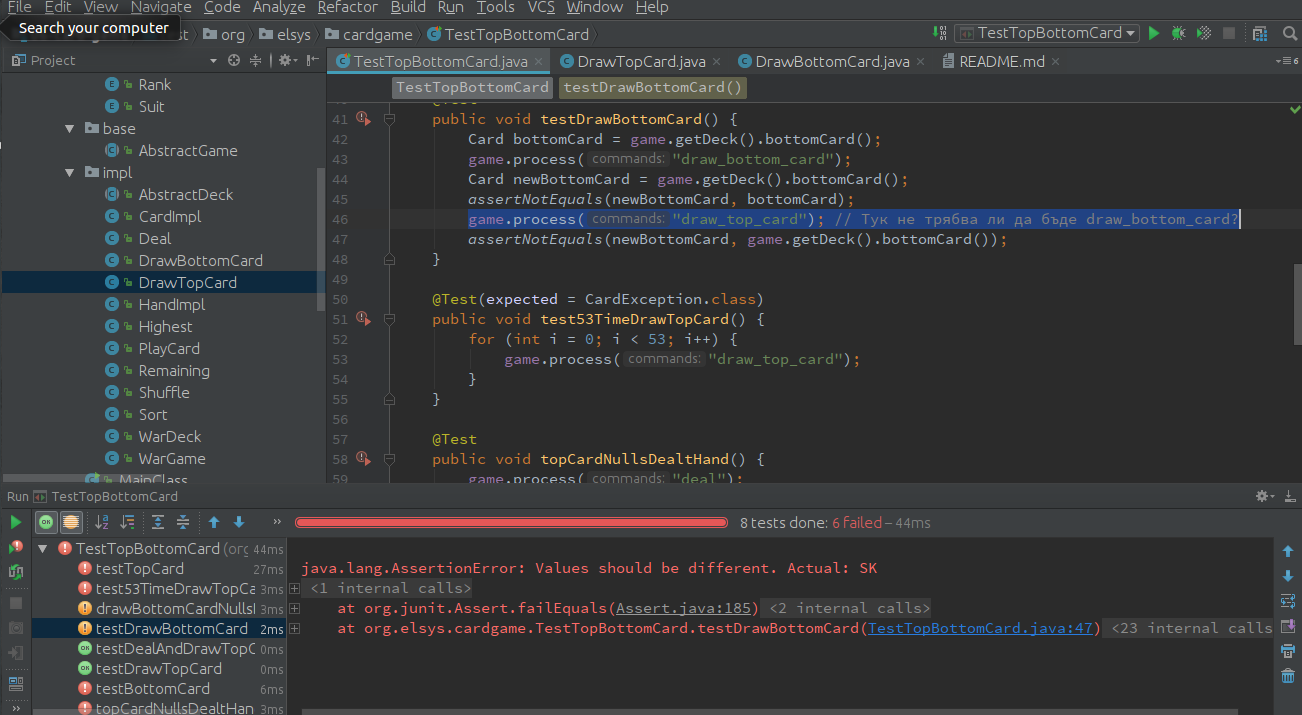 File Edit View Navigate Code Analyze Refactor Build Run Tools VCS Window Help
Search your computer
org elsys cardgame TestTopBottomCard
TestTopBottomCard
Project
TestTopBottomCard.java DrawTopCard.java DrawBottomCard.java README.md
6
TestTopBottomCard testDrawBottomCard()
Rank
Suit
base
AbstractGame
impl
AbstractDeck
CardImpl
Deal
DrawBottomCard
DrawTopCard
HandImpl
Highest
PlayCard
Remaining
Shuffle
Sort
WarDeck
WarGame
MainClass
41 public void testDrawBottomCard() {
42 Card bottomCard = game.getDeck().bottomCard();
43 game.process( commands: "draw_bottom_card");
44 Card newBottomCard = game.getDeck().bottomCard();
45 assertNotEquals(newBottomCard, bottomCard);
46 game.process( commands: "draw_top_card"); // Тук не трябва ли да бъде draw_bottom_card?
47 assertNotEquals(newBottomCard, game.getDeck().bottomCard());
48 }
49
50 @Test(expected = CardException.class)
51 public void test53TimeDrawTopCard() {
52 for (int i = 0; i < 53; i++) {
53 game.process( commands: "draw_top_card");
54 }
55 }
56
57 @Test
58 public void topCardNullsDealtHand() {
59 game.process( commands: "deal");
Run TestTopBottomCard
8 tests done: 6 failed – 44ms
TestTopBottomCard (org 44ms
testTopCard 27ms
test53TimeDrawTopCa 3ms
drawBottomCardNullsI 3ms
testDrawBottomCard 2ms
testDealAndDrawTopC 0ms
testDrawTopCard 0ms
testBottomCard 6ms
topCardNullsDealtHan 3ms
java.lang.AssertionError: Values should be different. Actual: SK
<1 internal calls>
at org.junit.Assert.failEquals(Assert.java:185) <2 internal calls>
at org.elsys.cardgame.TestTopBottomCard.testDrawBottomCard(TestTopBottomCard.java:47) <23 internal calls